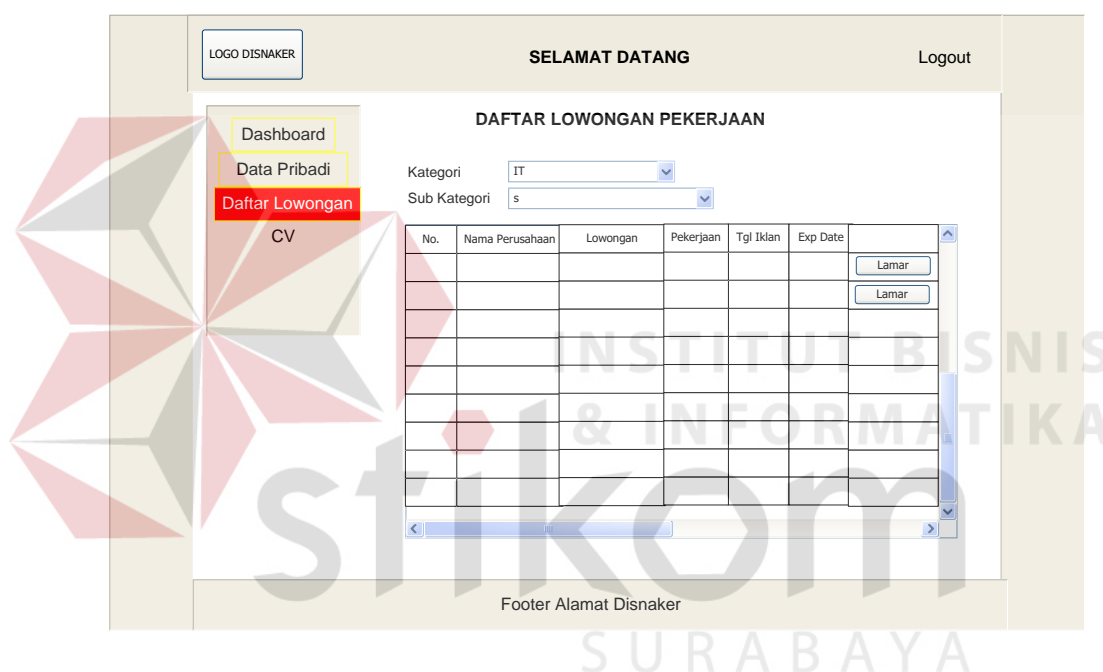 LOGO DISNAKER
SELAMAT DATANG
Logout
DAFTAR LOWONGAN PEKERJAAN
Dashboard
Data Pribadi
Daftar Lowongan
CV
Kategori
IT
Sub Kategori
s
No. Nama Perusahaan Lowongan Pekerjaan Tgl Iklan Exp Date
Lamar
Lamar
INSTITUT BISNIS
& INFORMATIKA
stikom
Footer Alamat Disnaker
SURABAYA